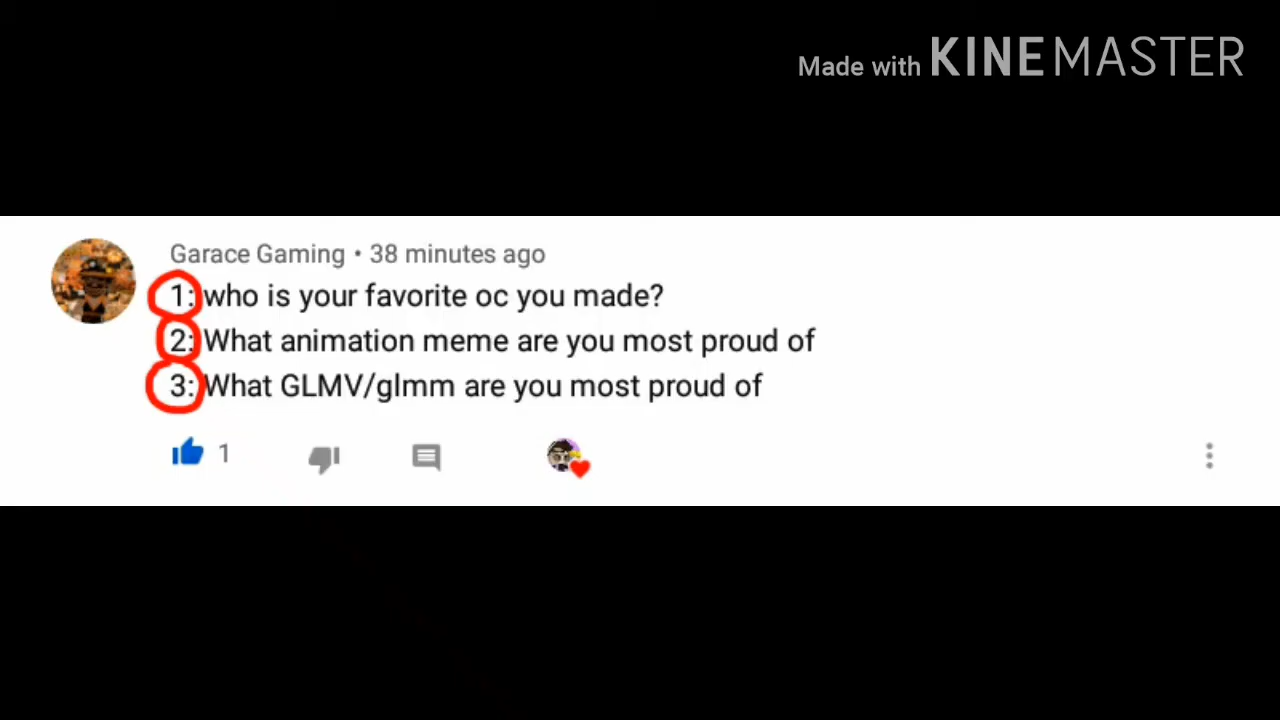 Made with KINEMASTER
Garace Gaming • 38 minutes ago
1: who is your favorite oc you made?
2: What animation meme are you most proud of
3: What GLMV/glmm are you most proud of
1